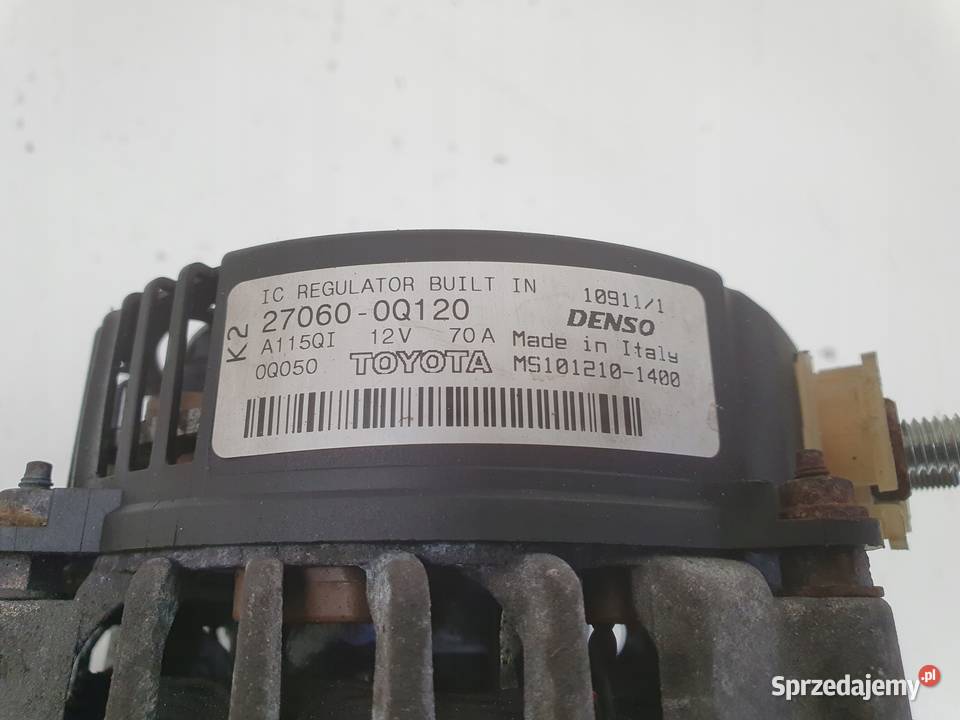 IC REGULATOR BUILT IN 10911/1
K2 27060-0Q120 DENSO
A115QI 12V 70A Made in Italy
0Q050 TOYOTA MS101210-1400
Sprzedajemy.pl